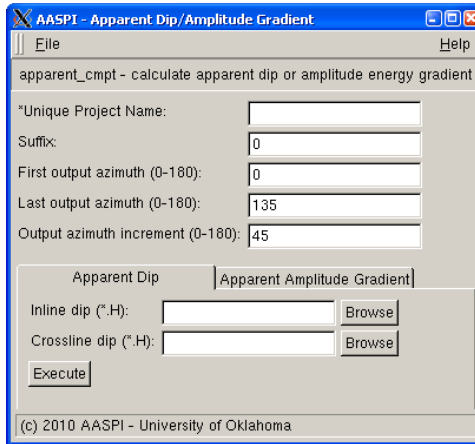 AASPI - Apparent Dip/Amplitude Gradient
File Help
apparent_cmpt - calculate apparent dip or amplitude energy gradient
*Unique Project Name:
Suffix: 0
First output azimuth (0-180): 0
Last output azimuth (0-180): 135
Output azimuth increment (0-180): 45
Apparent Dip Apparent Amplitude Gradient
Inline dip (*.H): Browse
Crossline dip (*.H): Browse
Execute
(c) 2010 AASPI - University of Oklahoma